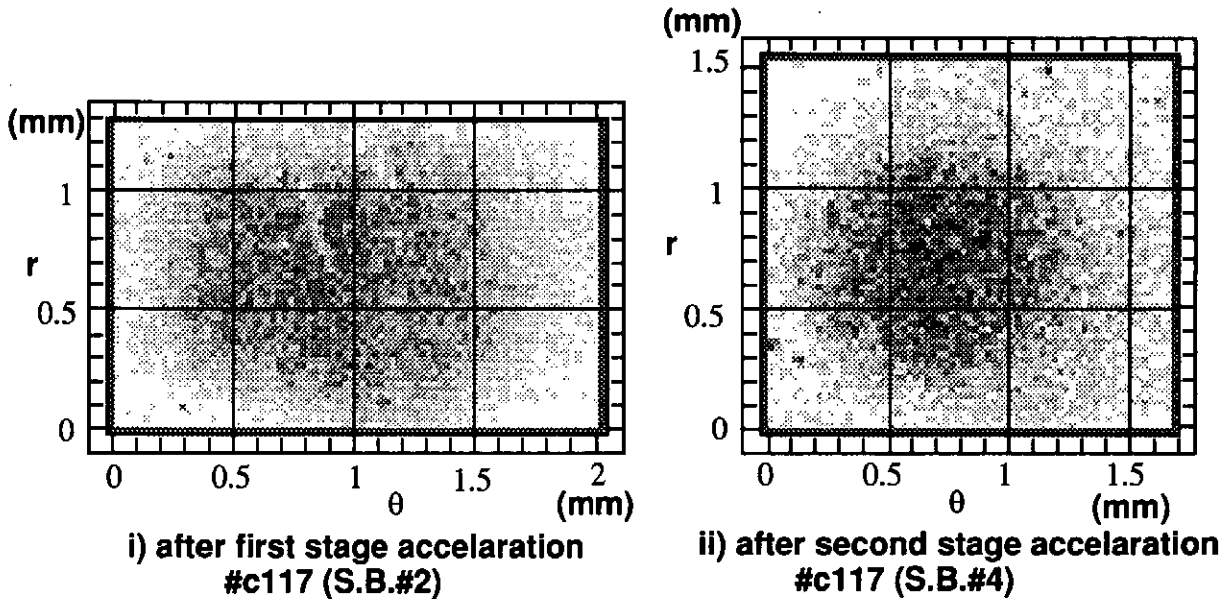 (mm)
1
r
0.5
0
0 0.5 1 1.5 2
θ (mm)
i) after first stage accelaration
#c117 (S.B.#2)
(mm)
1.5
1
r
0.5
0
0 0.5 1 1.5
θ (mm)
ii) after second stage accelaration
#c117 (S.B.#4)